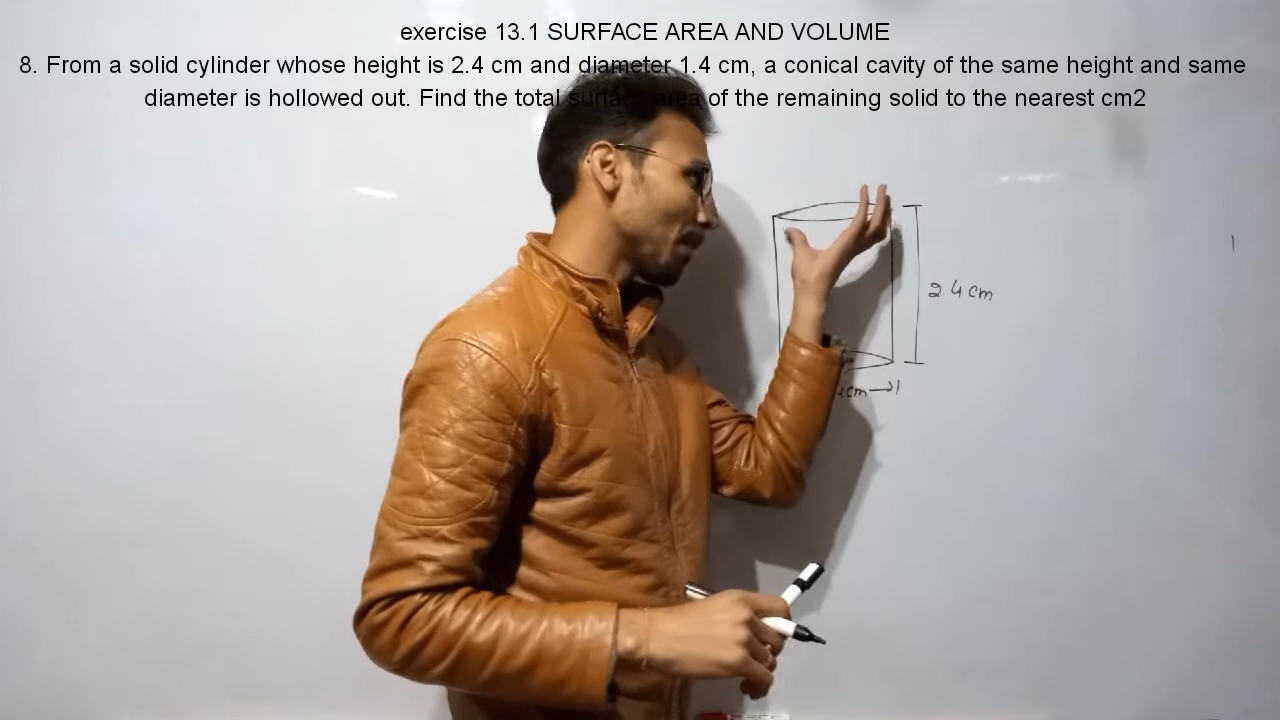 exercise 13.1 SURFACE AREA AND VOLUME
8. From a solid cylinder whose height is 2.4 cm and diameter 1.4 cm, a conical cavity of the same height and same
diameter is hollowed out. Find the total surface area of the remaining solid to the nearest cm2
2.4 cm
cm